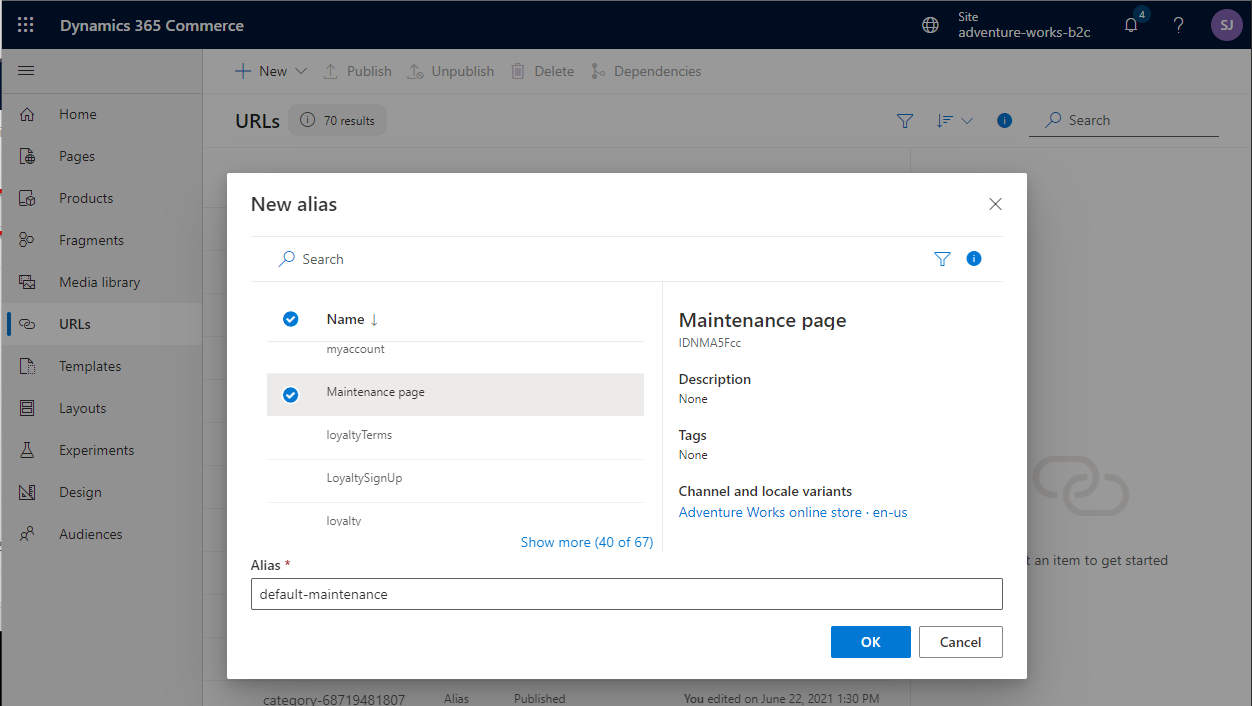 Dynamics 365 Commerce
Site
adventure-works-b2c
4
?
SJ
New
Publish
Unpublish
Delete
Dependencies
Home
Pages
Products
Fragments
Media library
URLs
Templates
Layouts
Experiments
Design
Audiences
URLs
70 results
Search
New alias
Search
Name ↓
myaccount
Maintenance page
loyaltyTerms
LoyaltySignUp
loyalty
Show more (40 of 67)
Maintenance page
IDNMA5Fcc
Description
None
Tags
None
Channel and locale variants
Adventure Works online store · en-us
Alias *
default-maintenance
OK
Cancel
t an item to get started
category-68719481807
Alias
Published
You edited on June 22, 2021 1:30 PM